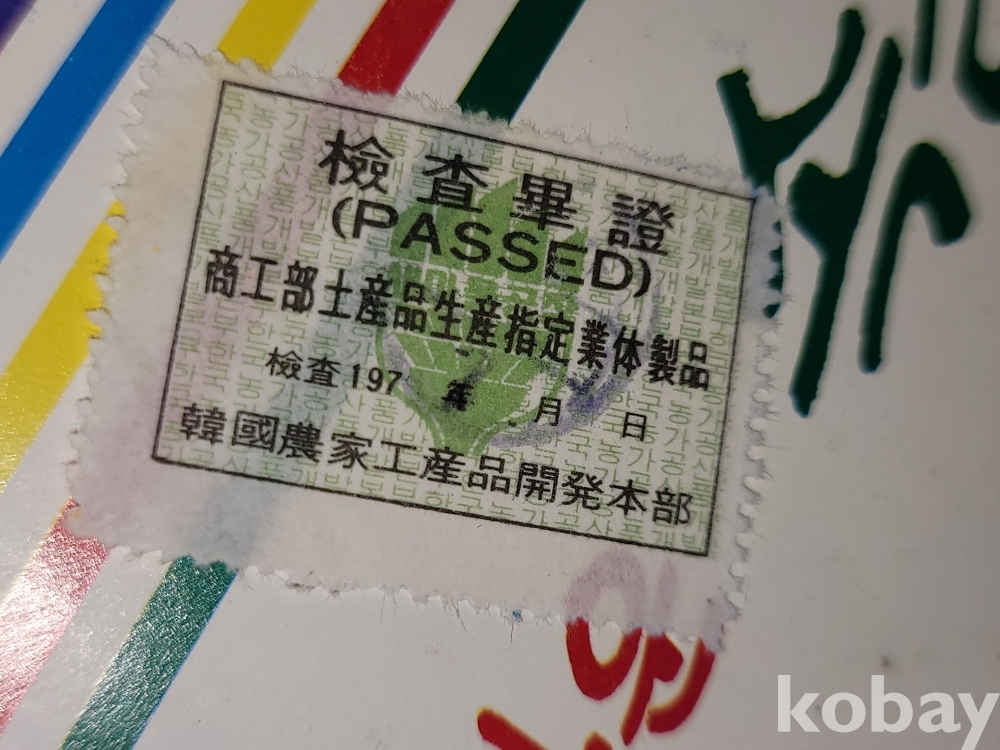 檢査畢證
(PASSED)
商工部土産品生産指定業体製品
檢査 197 年 月 日
韓國農家工産品開発本部
kobay